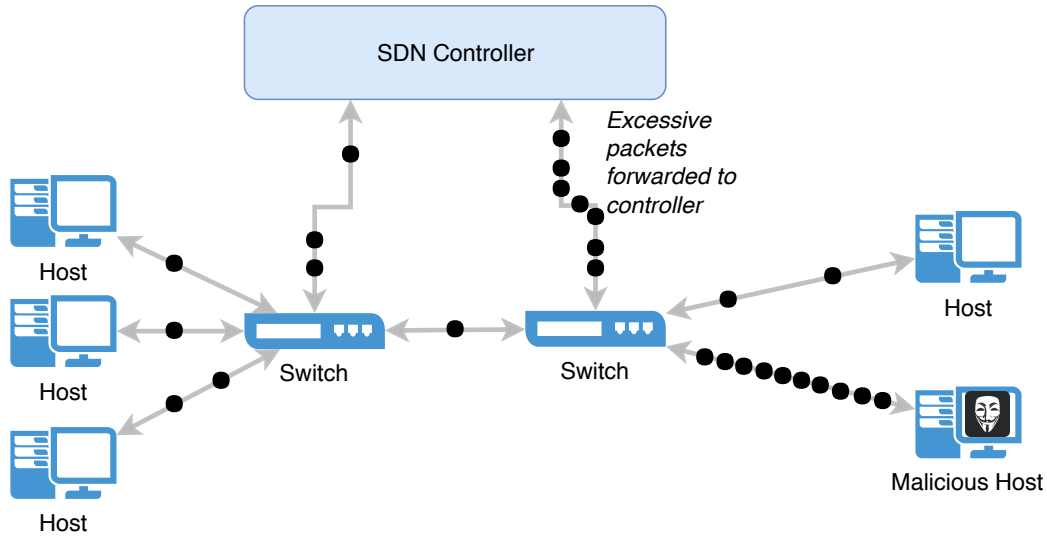 SDN Controller
Excessive
packets
forwarded to
controller
Host
Host
Host
Switch
Switch
Host
Malicious Host